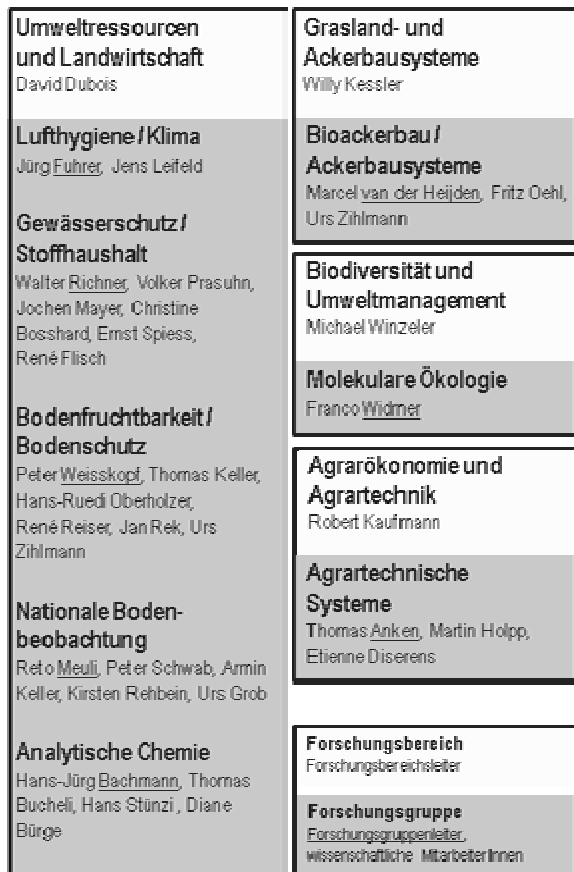 Umweltressourcen
und Landwirtschaft
David Dubois
Lufthygiene / Klima
Jürg Fuhrer, Jens Leifeld
Gewässerschutz /
Stoffhaushalt
Walter Richner, Volker Prasuhn,
Jochen Mayer, Christine
Bosshard, Ernst Spiess,
René Flisch
Bodenfruchtbarkeit /
Bodenschutz
Peter Weisskopf, Thomas Keller,
Hans-Ruedi Oberholzer,
René Reiser, Jan Rek, Urs
Zihlmann
Nationale Boden-
beobachtung
Reto Meuli, Peter Schwab, Armin
Keller, Kirsten Rehbein, Urs Grob
Analytische Chemie
Hans-Jürg Bachmann, Thomas
Bucheli, Hans Stünzi, Diane
Bürge
Grasland- und
Ackerbausysteme
Willy Kessler
Bioackerbau /
Ackerbausysteme
Marcel van der Heijden, Fritz Oehl,
Urs Zihlmann
Biodiversität und
Umweltmanagement
Michael Winzeler
Molekulare Ökologie
Franco Widmer
Agrarökonomie und
Agrartechnik
Robert Kaufmann
Agrartechnische
Systeme
Thomas Anken, Martin Holpp,
Etienne Diserens
Forschungsbereich
Forschungsbereichsleiter
Forschungsgruppe
Forschungsgruppenleiter,
wissenschaftliche MitarbeiterInnen